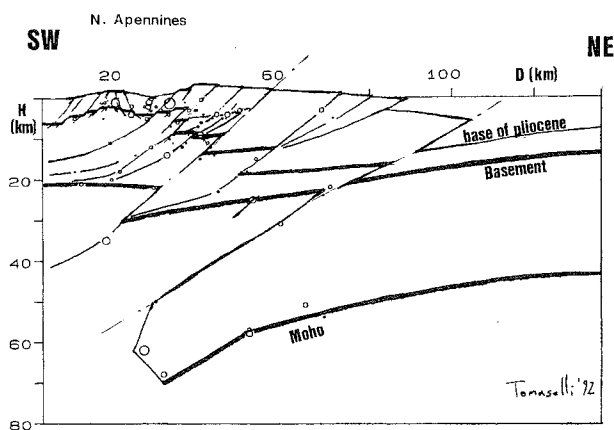 N. Apennines
SW
NE
20 60 100 D (km)
H
(km)
20
40
60
80
base of pliocene
Basement
Moho
Tomaselli '92